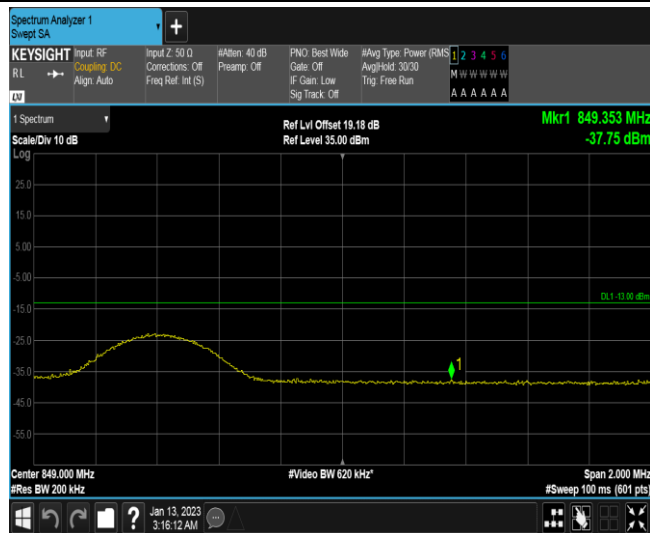 Spectrum Analyzer 1
Swept SA
+
KEYSIGHT
RL
LXI
Input: RF
Coupling: DC
Align: Auto
Input Z: 50 Ω
Corrections: Off
Freq Ref: Int (S)
#Atten: 40 dB
Preamp: Off
PNO: Best Wide
Gate: Off
IF Gain: Low
Sig Track: Off
#Avg Type: Power (RMS
Avg|Hold: 30/30
Trig: Free Run
1 2 3 4 5 6
M W W W W W
A A A A A A
1 Spectrum
Scale/Div 10 dB
Log
Ref Lvl Offset 19.18 dB
Ref Level 35.00 dBm
Mkr1 849.353 MHz
-37.75 dBm
25.0
15.0
5.00
-5.00
-15.0
-25.0
-35.0
-45.0
-55.0
DL1 -13.00 dBm
1
Center 849.000 MHz
#Res BW 200 kHz
#Video BW 620 kHz*
Span 2.000 MHz
#Sweep 100 ms (601 pts)
?
Jan 13, 2023
3:16:12 AM